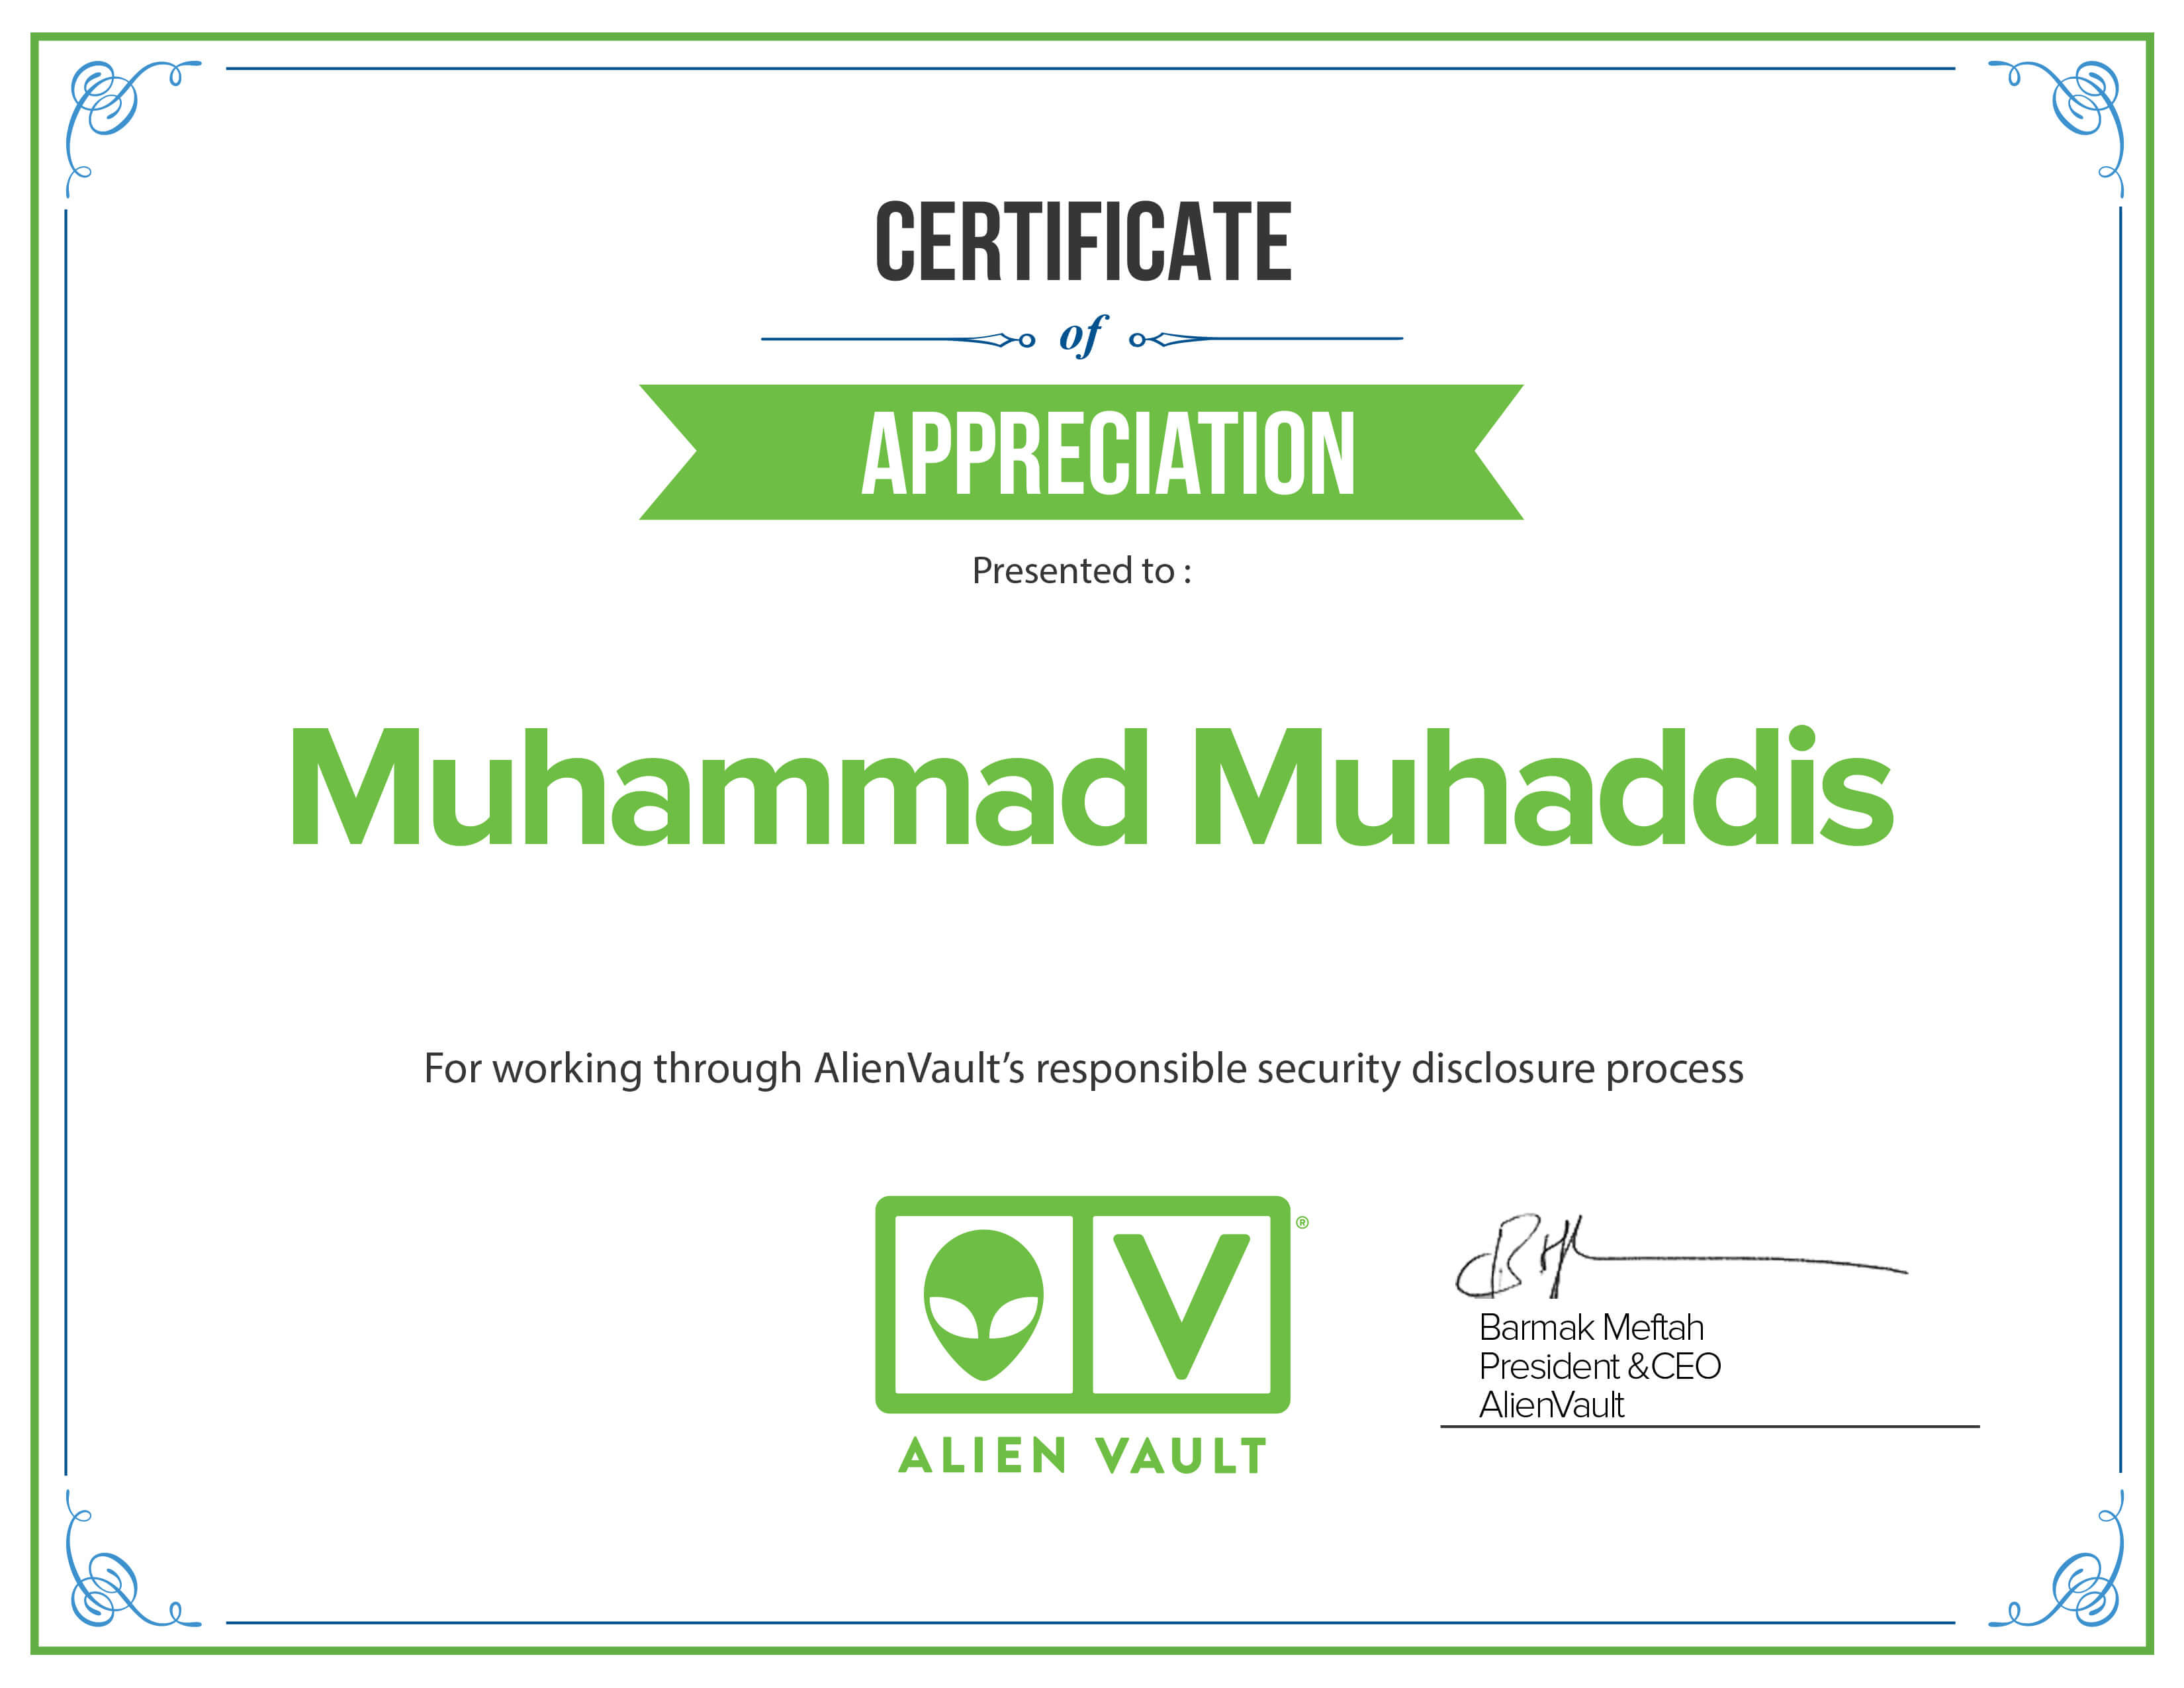 CERTIFICATE
of
APPRECIATION
Presented to :
Muhammad Muhaddis
For working through AlienVault’s responsible security disclosure process
V
®
ALIEN VAULT
Barmak Meftah
President &CEO
AlienVault